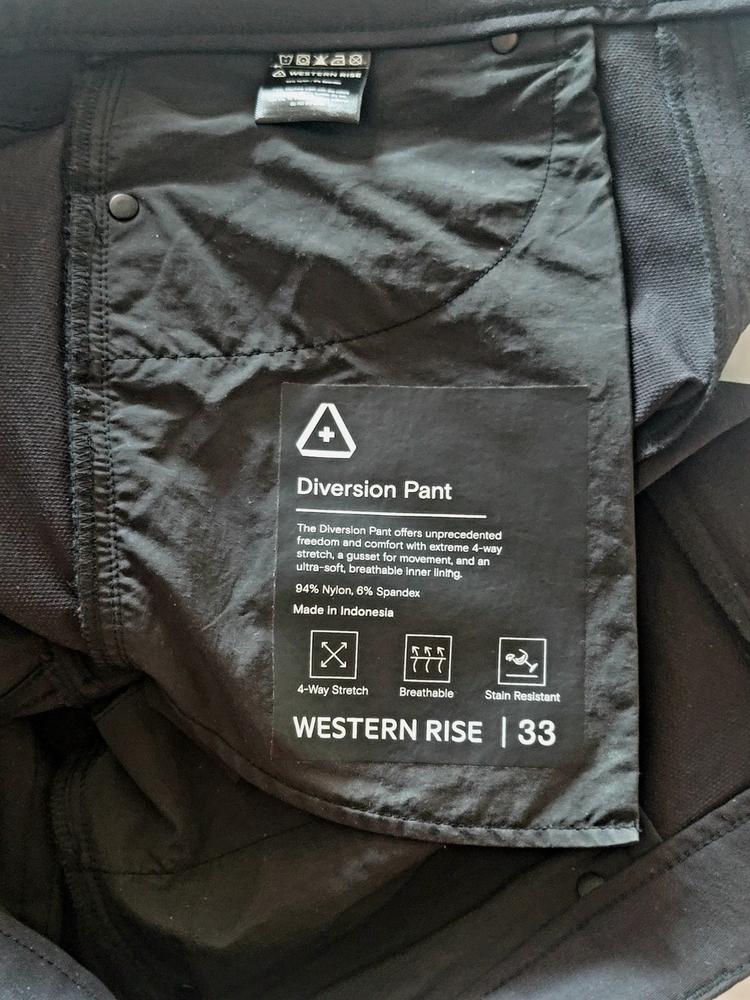 WESTERN RISE
Diversion Pant
The Diversion Pant offers unprecedented
freedom and comfort with extreme 4-way
stretch, a gusset for movement, and an
ultra-soft, breathable inner lining.
94% Nylon, 6% Spandex
Made in Indonesia
4-Way Stretch
Breathable
Stain Resistant
WESTERN RISE | 33